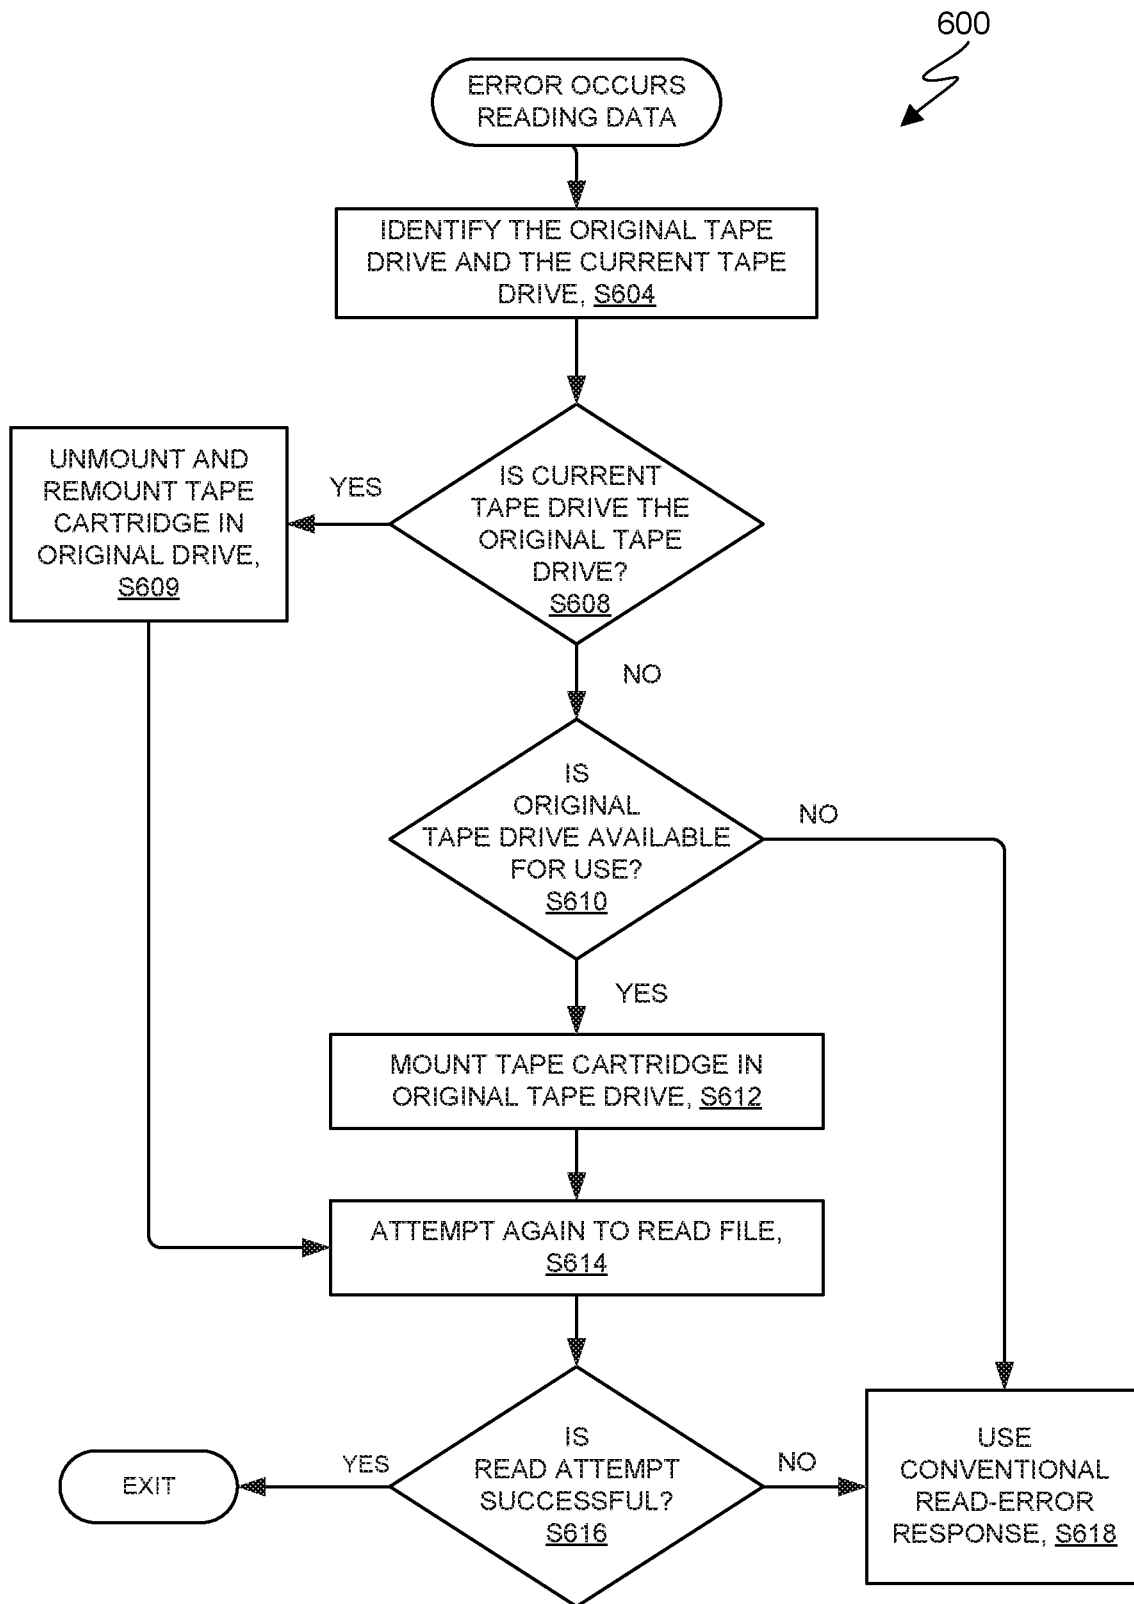 600
ERROR OCCURS
READING DATA
IDENTIFY THE ORIGINAL TAPE
DRIVE AND THE CURRENT TAPE
DRIVE, S604
UNMOUNT AND
REMOUNT TAPE
CARTRIDGE IN
ORIGINAL DRIVE,
S609
YES
IS CURRENT
TAPE DRIVE THE
ORIGINAL TAPE
DRIVE?
S608
NO
IS
ORIGINAL
TAPE DRIVE AVAILABLE
FOR USE?
S610
NO
YES
MOUNT TAPE CARTRIDGE IN
ORIGINAL TAPE DRIVE, S612
ATTEMPT AGAIN TO READ FILE,
S614
EXIT
YES
IS
READ ATTEMPT
SUCCESSFUL?
S616
NO
USE
CONVENTIONAL
READ-ERROR
RESPONSE, S618